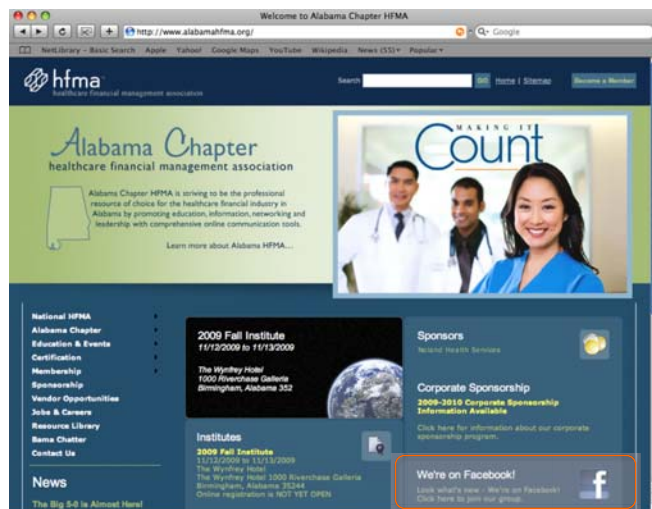 Welcome to Alabama Chapter HFMA
http://www.alabamahfma.org/
Q- Google
NetLibrary - Basic Search Apple Yahoo! Google Maps YouTube Wikipedia News (55) Popular
hfma
healthcare financial management association
Search GO Home | Sitemap Become a Member
Alabama Chapter
healthcare financial management association
Alabama Chapter HFMA is striving to be the professional
resource of choice for the healthcare financial industry in
Alabama by promoting education, information, networking and
leadership with comprehensive online communication tools.
Learn more about Alabama HFMA...
MAKING IT
Count
National HFMA
Alabama Chapter
Education & Events
Certification
Membership
Sponsorship
Vendor Opportunities
Jobs & Careers
Resource Library
Bama Chatter
Contact Us
News
The Big 5-0 is Almost Here!
2009 Fall Institute
11/12/2009 to 11/13/2009
The Wynfrey Hotel
1000 Riverchase Galleria
Birmingham, Alabama 352
Institutes
2009 Fall Institute
11/12/2009 to 11/13/2009
The Wynfrey Hotel
The Wynfrey Hotel 1000 Riverchase Galleria
Birmingham, Alabama 35244
Online registration is NOT YET OPEN
Sponsors
Noland Health Services
Corporate Sponsorship
2009-2010 Corporate Sponsorship
Information Available
Click here for information about our corporate
sponsorship program.
We're on Facebook!
Look what's new - We're on Facebook!
Click here to join our group.
f